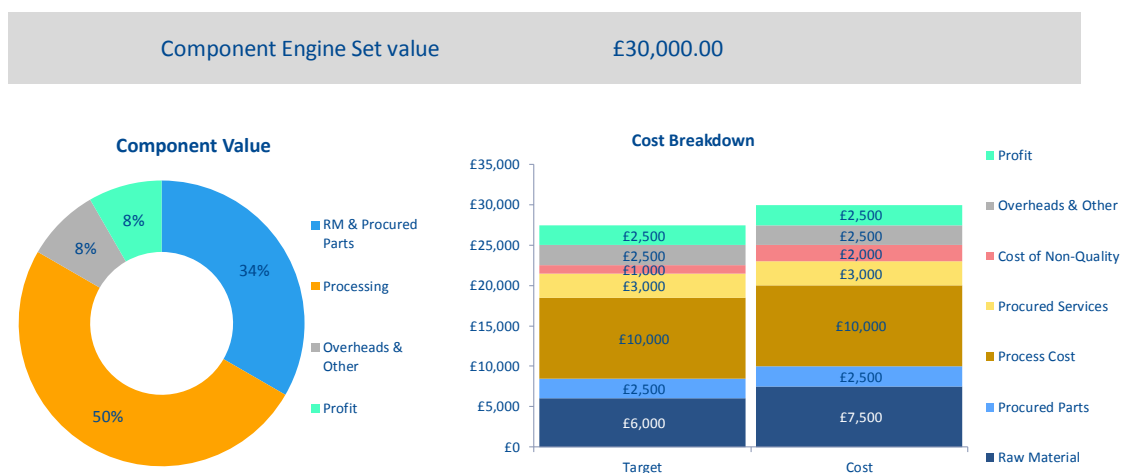 Component Engine Set value £30,000.00
Component Value
8%
8%
34%
50%
RM & Procured
Parts
Processing
Overheads &
Other
Profit
Cost Breakdown
£35,000
£30,000
£25,000
£20,000
£15,000
£10,000
£5,000
£0
£2,500
£2,500
£1,000
£3,000
£10,000
£2,500
£6,000
£2,500
£2,500
£2,000
£3,000
£10,000
£2,500
£7,500
Target
Cost
Profit
Overheads & Other
Cost of Non-Quality
Procured Services
Process Cost
Procured Parts
Raw Material